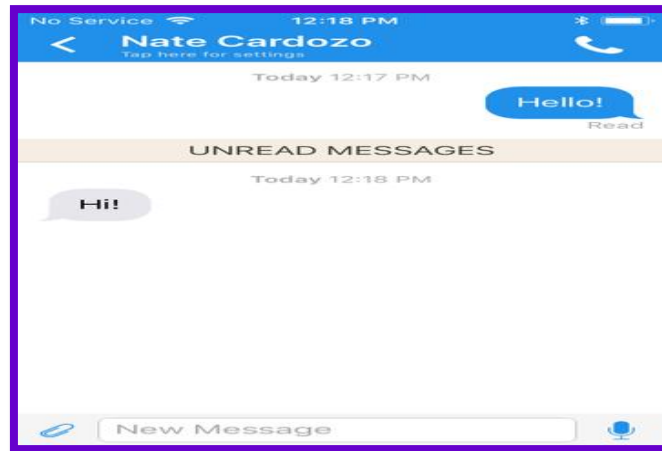 No Service 12:18 PM
Nate Cardozo
Tap here for settings
Today 12:17 PM
Hello!
Read
UNREAD MESSAGES
Today 12:18 PM
Hi!
New Message